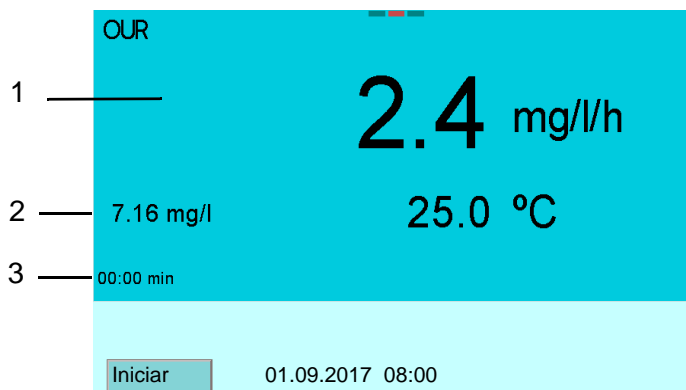 OUR
1 2.4 mg/l/h
2 7.16 mg/l 25.0 ºC
3 00:00 min
Iniciar 01.09.2017 08:00